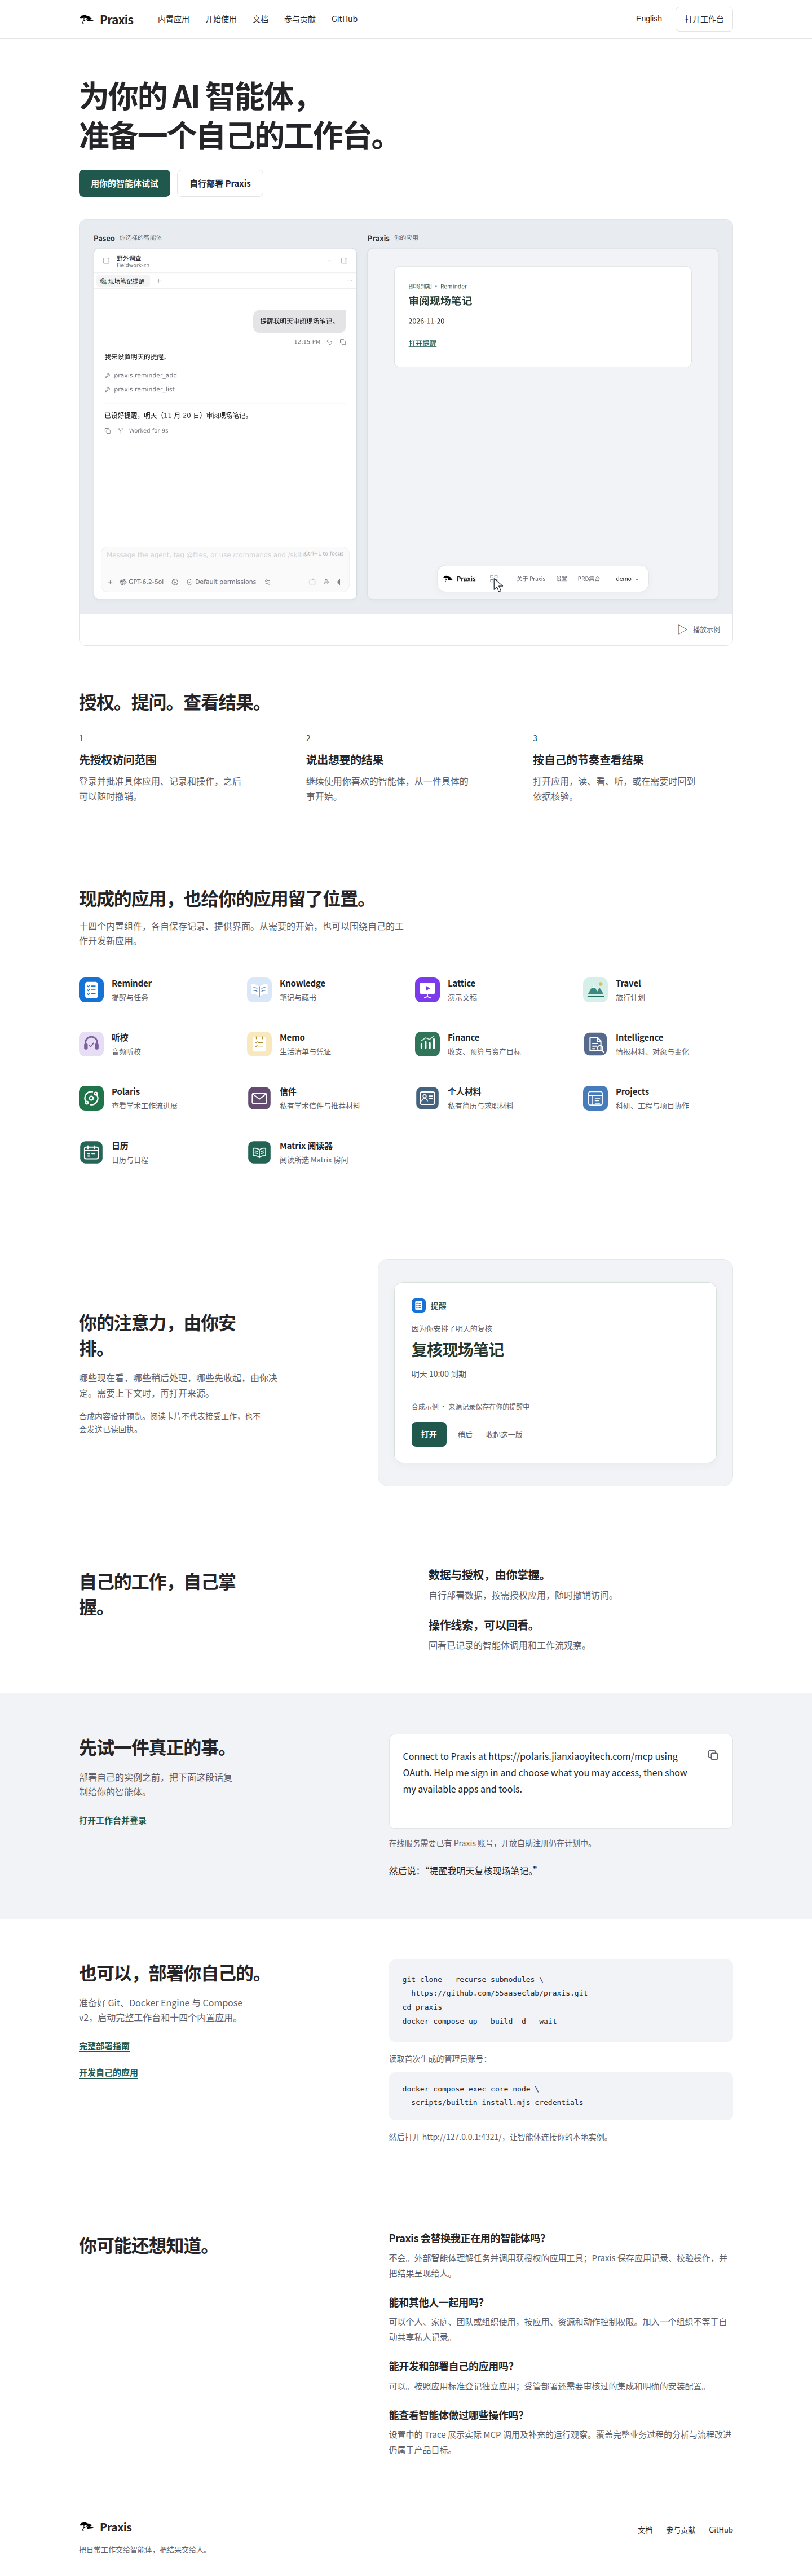 Praxis 内置应用 开始使用 文档 参与贡献 GitHub English 打开工作台
为你的 AI 智能体，
准备一个自己的工作台。
用你的智能体试试 自行部署 Praxis
Paseo 你选择的智能体
野外调查
Fieldwork-zh
现场笔记提醒
提醒我明天审阅现场笔记。
12:15 PM
我来设置明天的提醒。
praxis.reminder_add
praxis.reminder_list
已设好提醒，明天（11 月 20 日）审阅现场笔记。
Worked for 9s
Message the agent, tag @files, or use /commands and /skills
Ctrl+L to focus
GPT-6.2-Sol Default permissions
Praxis 你的应用
即将到期 · Reminder
审阅现场笔记
2026-11-20
打开提醒
Praxis 关于 Praxis 设置 PRD集合 demo
播放示例
授权。提问。查看结果。
1
先授权访问范围
登录并批准具体应用、记录和操作，之后
可以随时撤销。
2
说出想要的结果
继续使用你喜欢的智能体，从一件具体的
事开始。
3
按自己的节奏查看结果
打开应用，读、看、听，或在需要时回到
依据核验。
现成的应用，也给你的应用留了位置。
十四个内置组件，各自保存记录、提供界面。从需要的开始，也可以围绕自己的工
作开发新应用。
Reminder
提醒与任务
Knowledge
笔记与藏书
Lattice
演示文稿
Travel
旅行计划
听校
音频听校
Memo
生活清单与凭证
Finance
收支、预算与资产目标
Intelligence
情报材料、对象与变化
Polaris
查看学术工作流进展
信件
私有学术信件与推荐材料
个人材料
私有简历与求职材料
Projects
科研、工程与项目协作
日历
日历与日程
Matrix 阅读器
阅读所选 Matrix 房间
你的注意力，由你安
排。
哪些现在看，哪些稍后处理，哪些先收起，由你决
定。需要上下文时，再打开来源。
合成内容设计预览。阅读卡片不代表接受工作，也不
会发送已读回执。
提醒
因为你安排了明天的复核
复核现场笔记
明天 10:00 到期
合成示例 · 来源记录保存在你的提醒中
打开 稍后 收起这一版
自己的工作，自己掌
握。
数据与授权，由你掌握。
自行部署数据，按需授权应用，随时撤销访问。
操作线索，可以回看。
回看已记录的智能体调用和工作流观察。
先试一件真正的事。
部署自己的实例之前，把下面这段话复
制给你的智能体。
打开工作台并登录
Connect to Praxis at https://polaris.jianxiaoyitech.com/mcp using
OAuth. Help me sign in and choose what you may access, then show
my available apps and tools.
在线服务需要已有 Praxis 账号，开放自助注册仍在计划中。
然后说：“提醒我明天复核现场笔记。”
也可以，部署你自己的。
准备好 Git、Docker Engine 与 Compose
v2，启动完整工作台和十四个内置应用。
完整部署指南
开发自己的应用
git clone --recurse-submodules \
https://github.com/55aaseclab/praxis.git
cd praxis
docker compose up --build -d --wait
读取首次生成的管理员账号：
docker compose exec core node \
scripts/builtin-install.mjs credentials
然后打开 http://127.0.0.1:4321/，让智能体连接你的本地实例。
你可能还想知道。
Praxis 会替换我正在用的智能体吗？
不会。外部智能体理解任务并调用获授权的应用工具；Praxis 保存应用记录、校验操作，并
把结果呈现给人。
能和其他人一起用吗？
可以个人、家庭、团队或组织使用，按应用、资源和动作控制权限。加入一个组织不等于自
动共享私人记录。
能开发和部署自己的应用吗？
可以。按照应用标准登记独立应用；受管部署还需要审核过的集成和明确的安装配置。
能查看智能体做过哪些操作吗？
设置中的 Trace 展示实际 MCP 调用及补充的运行观察。覆盖完整业务过程的分析与流程改进
仍属于产品目标。
Praxis
把日常工作交给智能体，把结果交给人。
文档 参与贡献 GitHub